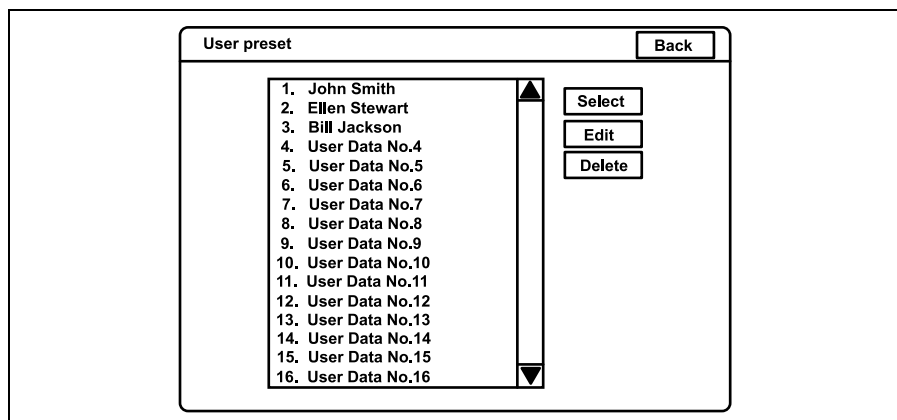 User preset
Back
1. John Smith
2. Ellen Stewart
3. Bill Jackson
4. User Data No.4
5. User Data No.5
6. User Data No.6
7. User Data No.7
8. User Data No.8
9. User Data No.9
10. User Data No.10
11. User Data No.11
12. User Data No.12
13. User Data No.13
14. User Data No.14
15. User Data No.15
16. User Data No.16
Select
Edit
Delete